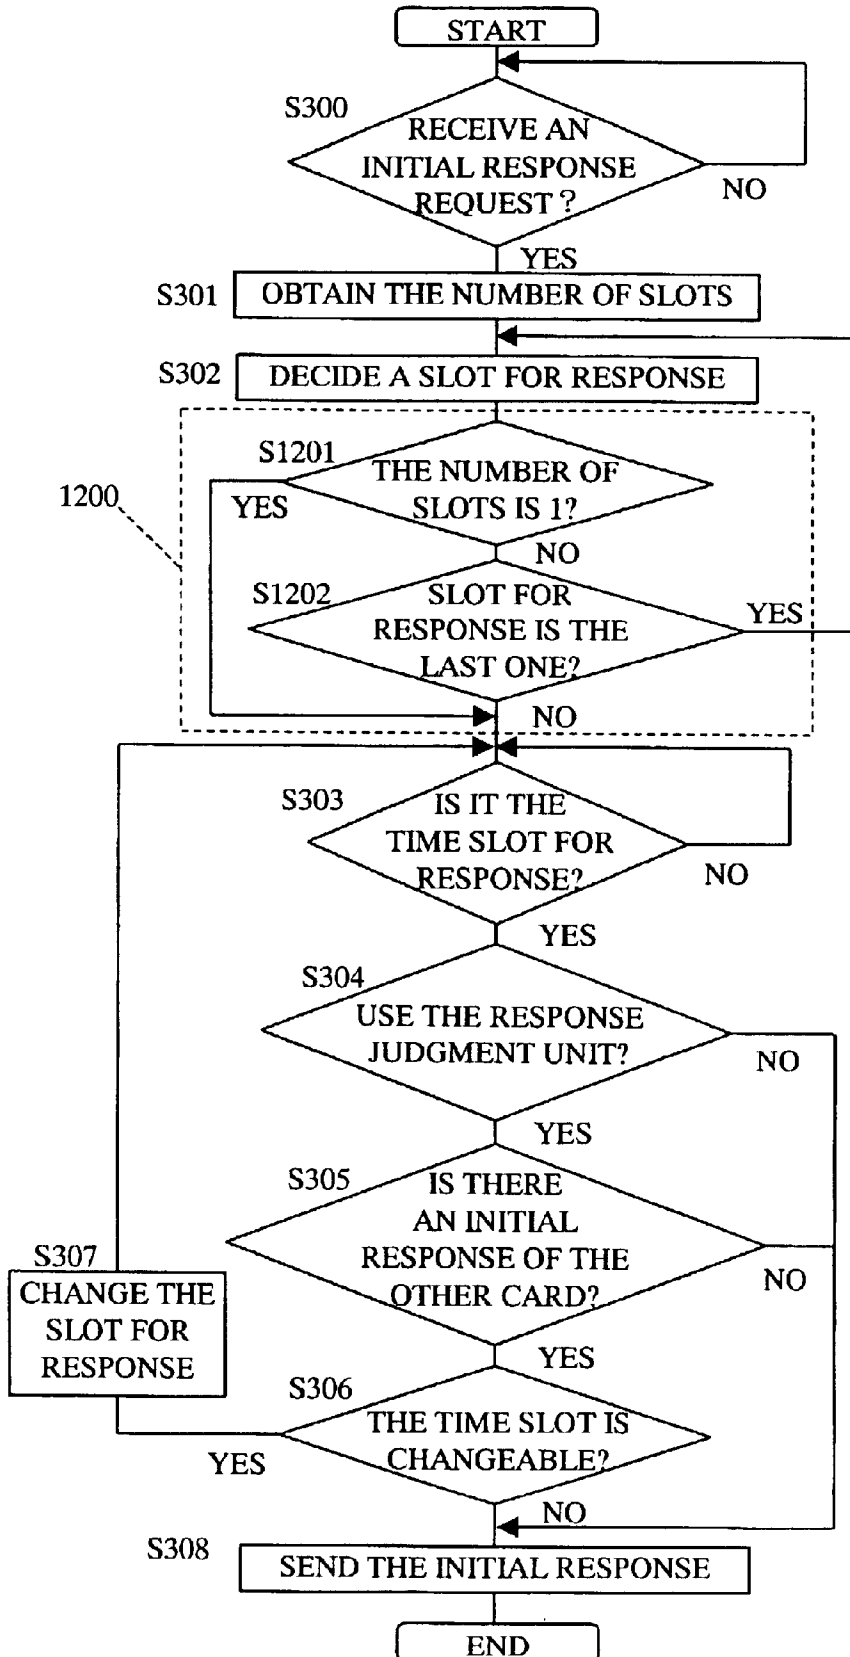 START
S300
RECEIVE AN
INITIAL RESPONSE
REQUEST?
NO
YES
S301
OBTAIN THE NUMBER OF SLOTS
S302
DECIDE A SLOT FOR RESPONSE
S1201
THE NUMBER OF
SLOTS IS 1?
YES
1200
NO
S1202
SLOT FOR
RESPONSE IS THE
LAST ONE?
YES
NO
S303
IS IT THE
TIME SLOT FOR
RESPONSE?
NO
YES
S304
USE THE RESPONSE
JUDGMENT UNIT?
NO
YES
S305
IS THERE
AN INITIAL
RESPONSE OF THE
OTHER CARD?
NO
S307
CHANGE THE
SLOT FOR
RESPONSE
YES
S306
THE TIME SLOT IS
CHANGEABLE?
YES
NO
S308
SEND THE INITIAL RESPONSE
END